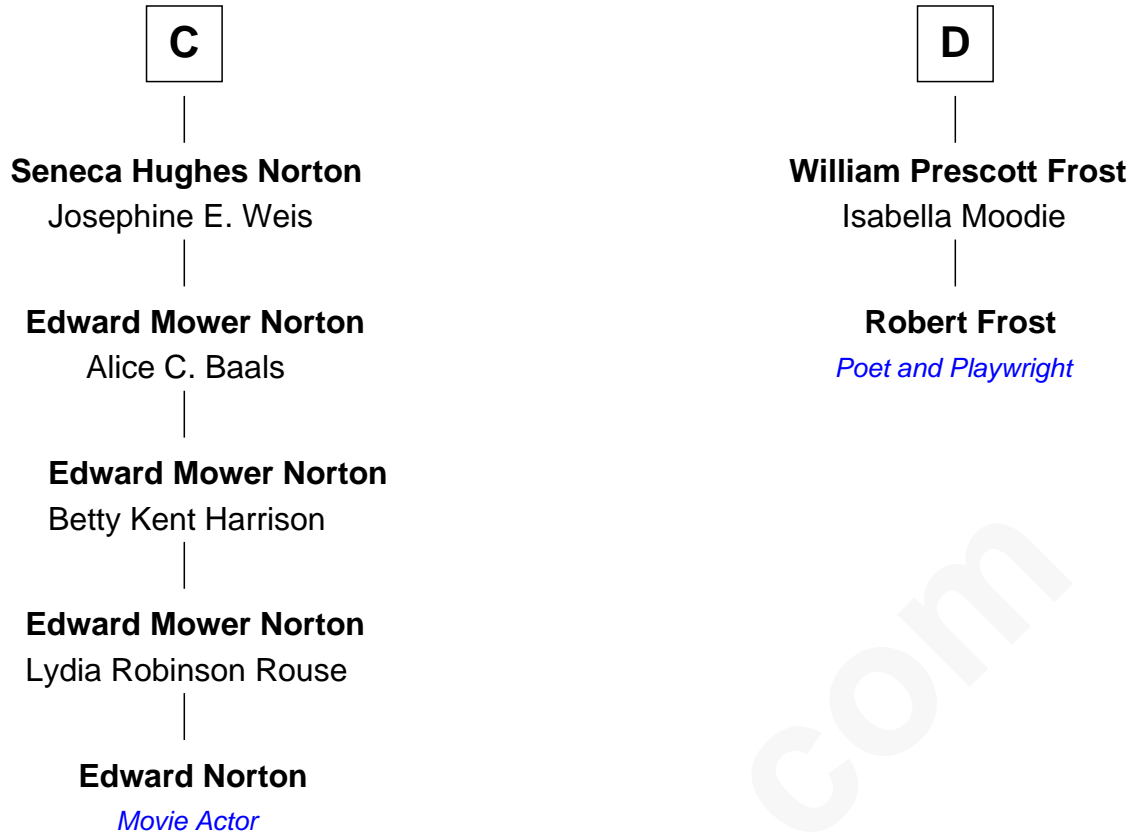 C
Seneca Hughes Norton
Josephine E. Weis
Edward Mower Norton
Alice C. Baals
Edward Mower Norton
Betty Kent Harrison
Edward Mower Norton
Lydia Robinson Rouse
Edward Norton
Movie Actor
D
William Prescott Frost
Isabella Moodie
Robert Frost
Poet and Playwright
com